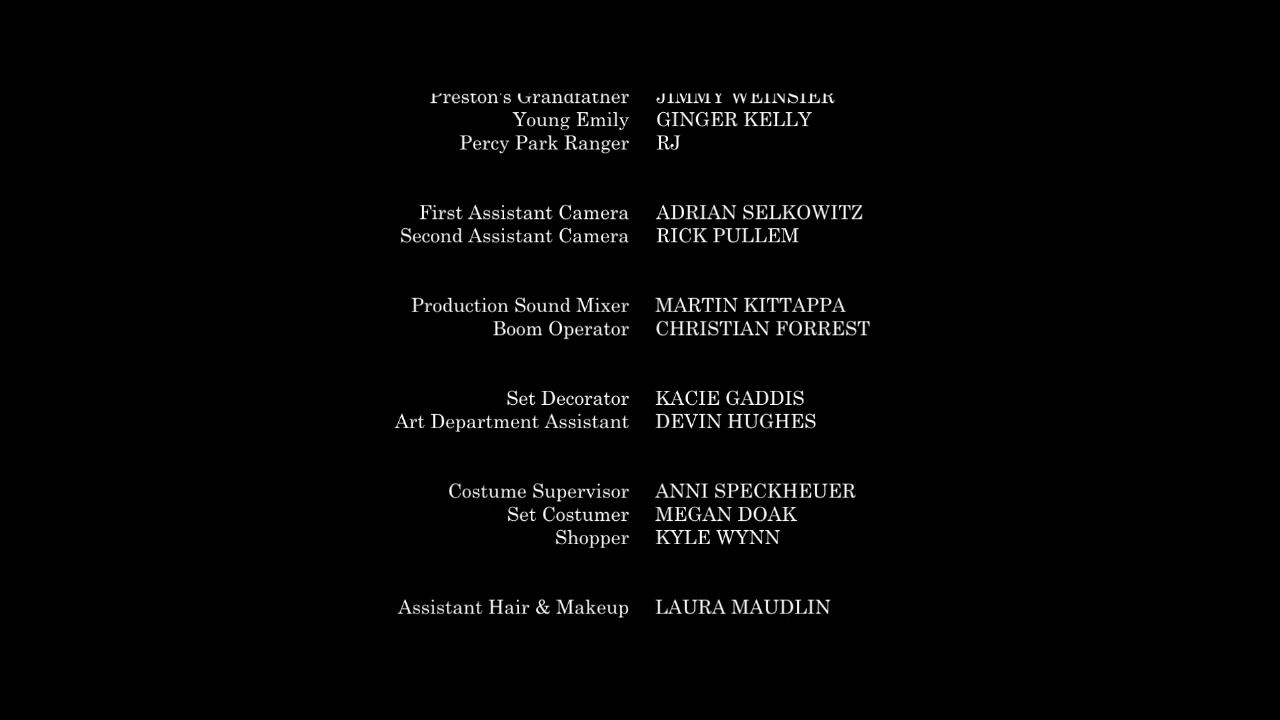 Preston's Grandfather JIMMY WEINSIER
Young Emily GINGER KELLY
Percy Park Ranger RJ
First Assistant Camera ADRIAN SELKOWITZ
Second Assistant Camera RICK PULLEM
Production Sound Mixer MARTIN KITTAPPA
Boom Operator CHRISTIAN FORREST
Set Decorator KACIE GADDIS
Art Department Assistant DEVIN HUGHES
Costume Supervisor ANNI SPECKHEUER
Set Costumer MEGAN DOAK
Shopper KYLE WYNN
Assistant Hair & Makeup LAURA MAUDLIN